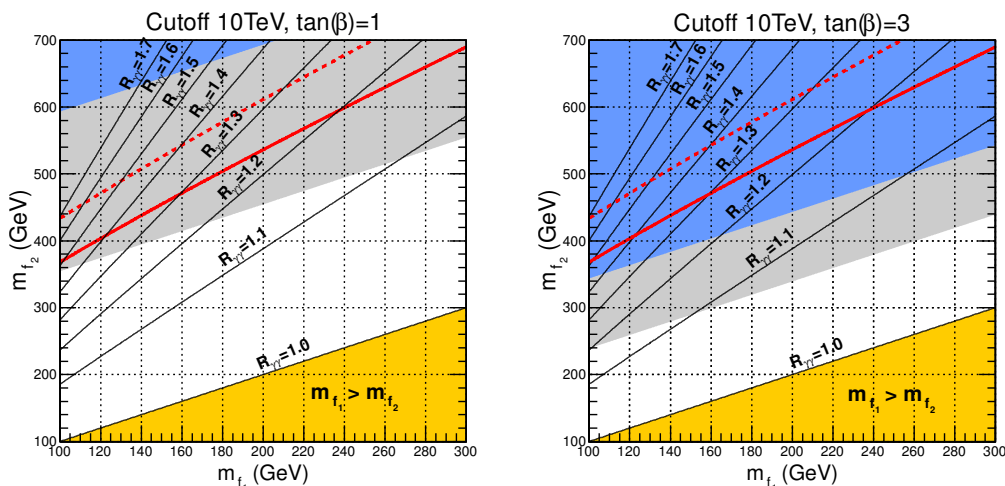 Cutoff 10TeV, tan(β)=1
700
600
500
400
300
200
100
m_f₂ (GeV)
R_γγ=1.7
R_γγ=1.6
R_γγ=1.5
R_γγ=1.4
R_γγ=1.3
R_γγ=1.2
R_γγ=1.1
R_γγ=1.0
m_f₁ > m_f₂
100 120 140 160 180 200 220 240 260 280 300
m_f₁ (GeV)
Cutoff 10TeV, tan(β)=3
700
600
500
400
300
200
100
m_f₂ (GeV)
R_γγ=1.7
R_γγ=1.6
R_γγ=1.5
R_γγ=1.4
R_γγ=1.3
R_γγ=1.2
R_γγ=1.1
R_γγ=1.0
m_f₁ > m_f₂
100 120 140 160 180 200 220 240 260 280 300
m_f₁ (GeV)